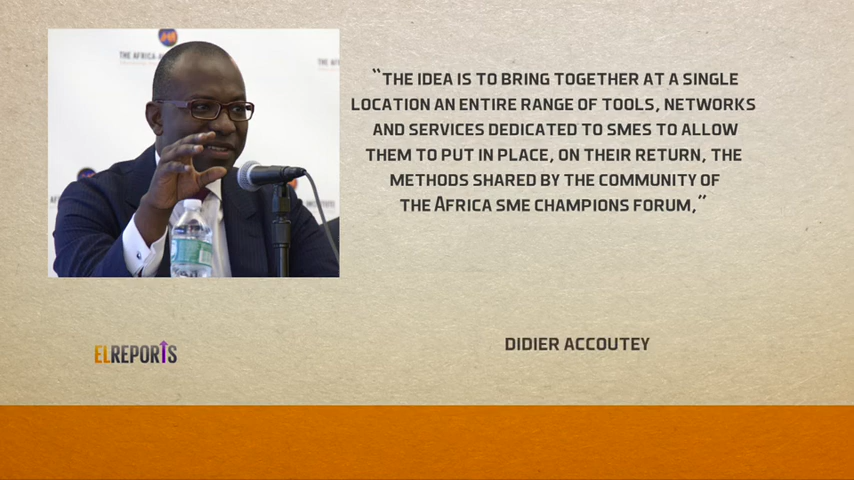 THE AFRICA-
“THE IDEA IS TO BRING TOGETHER AT A SINGLE
LOCATION AN ENTIRE RANGE OF TOOLS, NETWORKS
AND SERVICES DEDICATED TO SMES TO ALLOW
THEM TO PUT IN PLACE, ON THEIR RETURN, THE
METHODS SHARED BY THE COMMUNITY OF
THE AFRICA SME CHAMPIONS FORUM,”
DIDIER ACCOUTEY
ELREPORTS